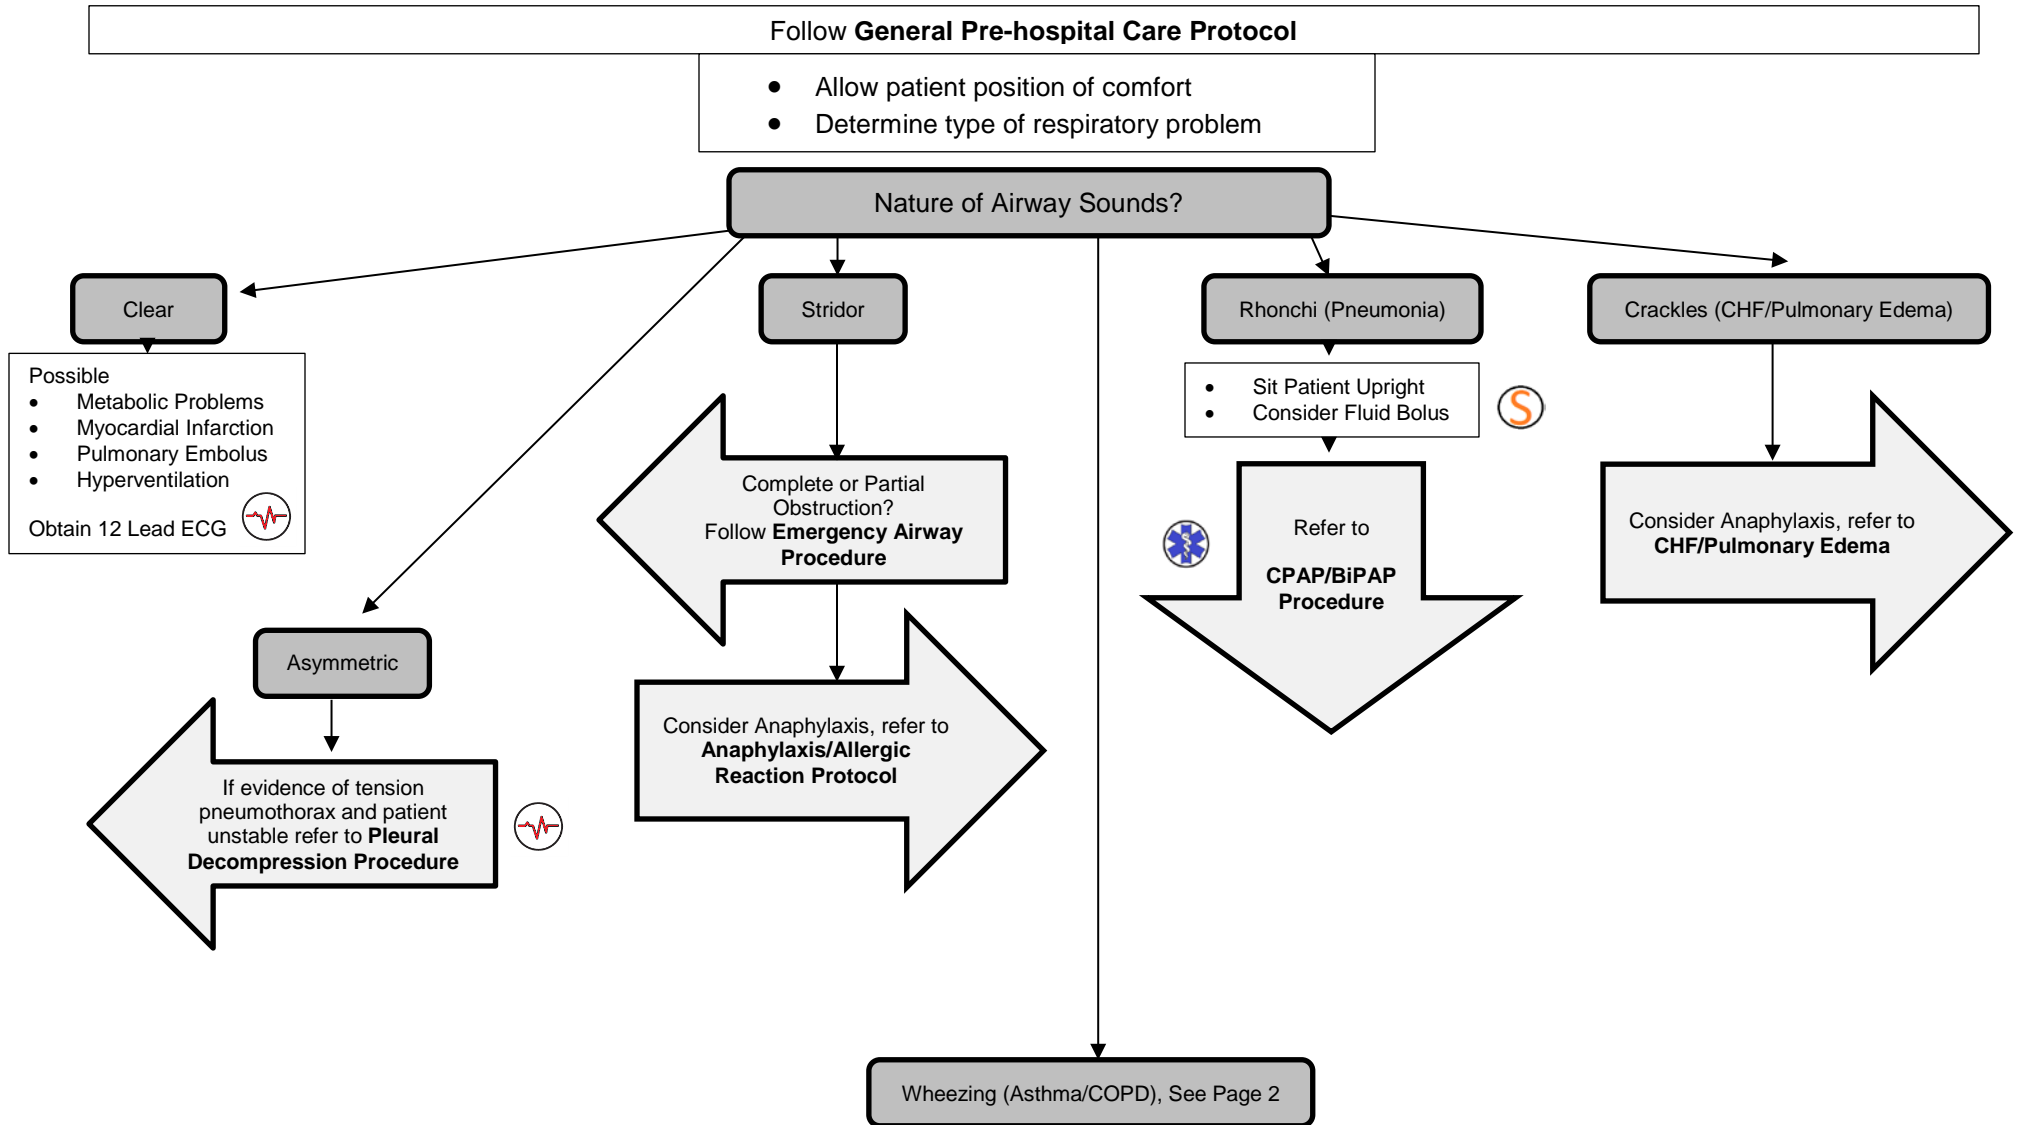 Follow General Pre-hospital Care Protocol
• Allow patient position of comfort
• Determine type of respiratory problem
Nature of Airway Sounds?
Clear
Possible
• Metabolic Problems
• Myocardial Infarction
• Pulmonary Embolus
• Hyperventilation
Obtain 12 Lead ECG
Asymmetric
If evidence of tension
pneumothorax and patient
unstable refer to Pleural
Decompression Procedure
Stridor
Complete or Partial
Obstruction?
Follow Emergency Airway
Procedure
Consider Anaphylaxis, refer to
Anaphylaxis/Allergic
Reaction Protocol
Rhonchi (Pneumonia)
• Sit Patient Upright
• Consider Fluid Bolus
S
Refer to
CPAP/BiPAP
Procedure
Crackles (CHF/Pulmonary Edema)
Consider Anaphylaxis, refer to
CHF/Pulmonary Edema
Wheezing (Asthma/COPD), See Page 2